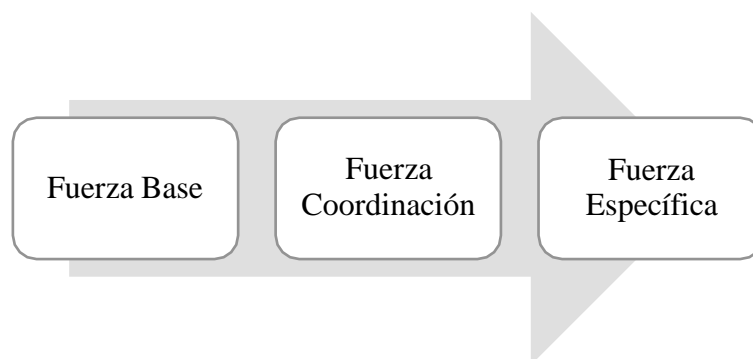 Fuerza Base
Fuerza
Coordinación
Fuerza
Específica